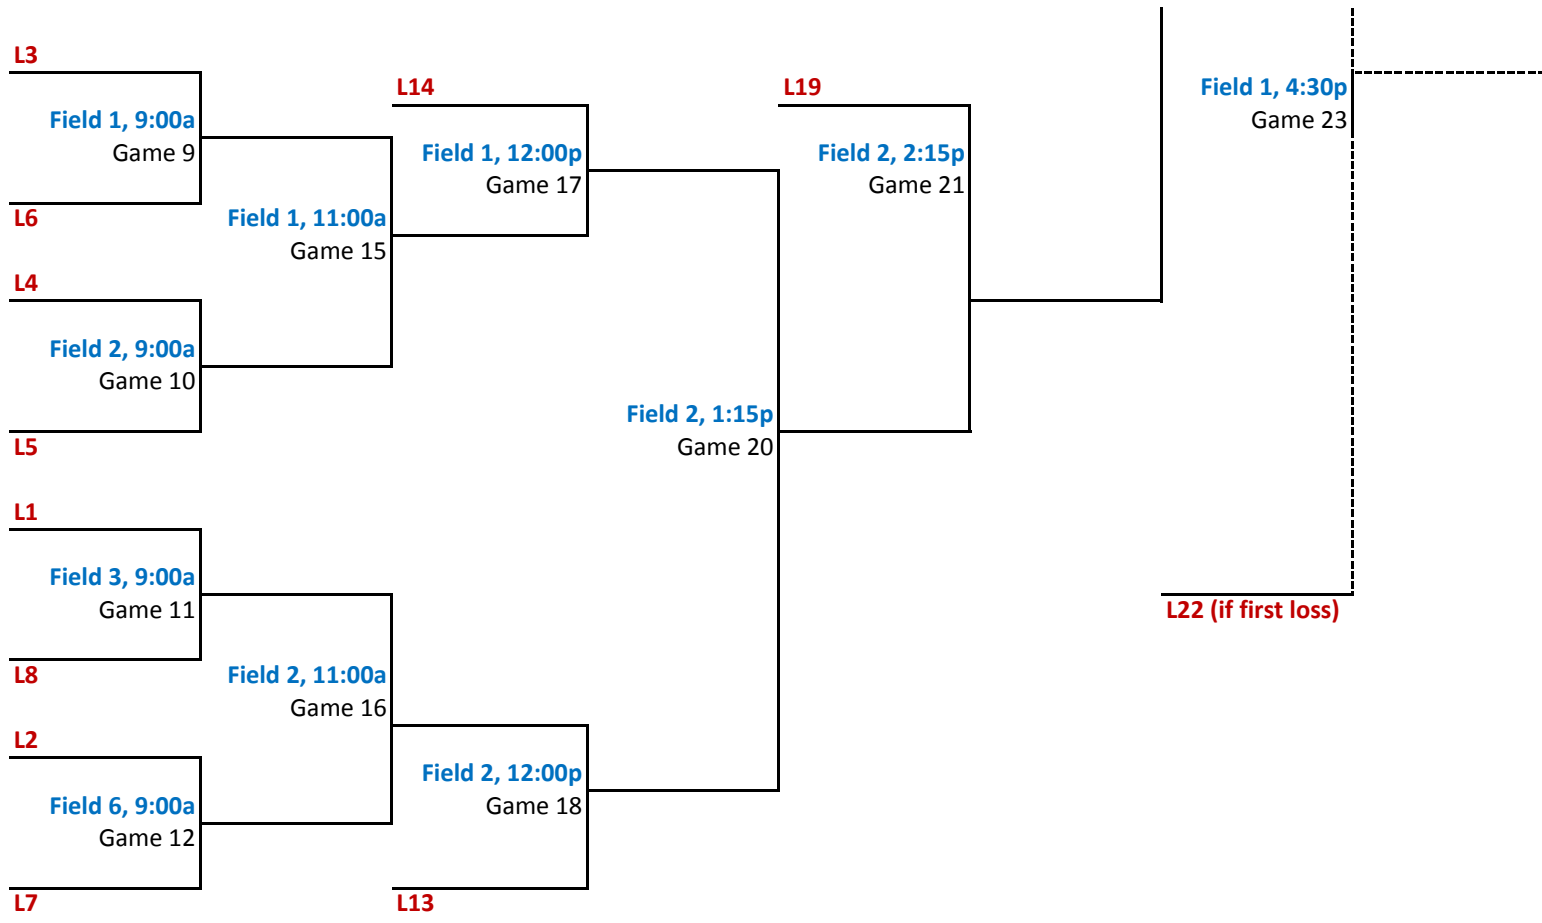 L3
Field 1, 9:00a
Game 9
L6
L4
Field 2, 9:00a
Game 10
L5
L1
Field 3, 9:00a
Game 11
L8
L2
Field 6, 9:00a
Game 12
L7
Field 1, 11:00a
Game 15
Field 2, 11:00a
Game 16
L14
Field 1, 12:00p
Game 17
Field 2, 12:00p
Game 18
L13
Field 2, 1:15p
Game 20
L19
Field 2, 2:15p
Game 21
Field 1, 4:30p
Game 23
L22 (if first loss)